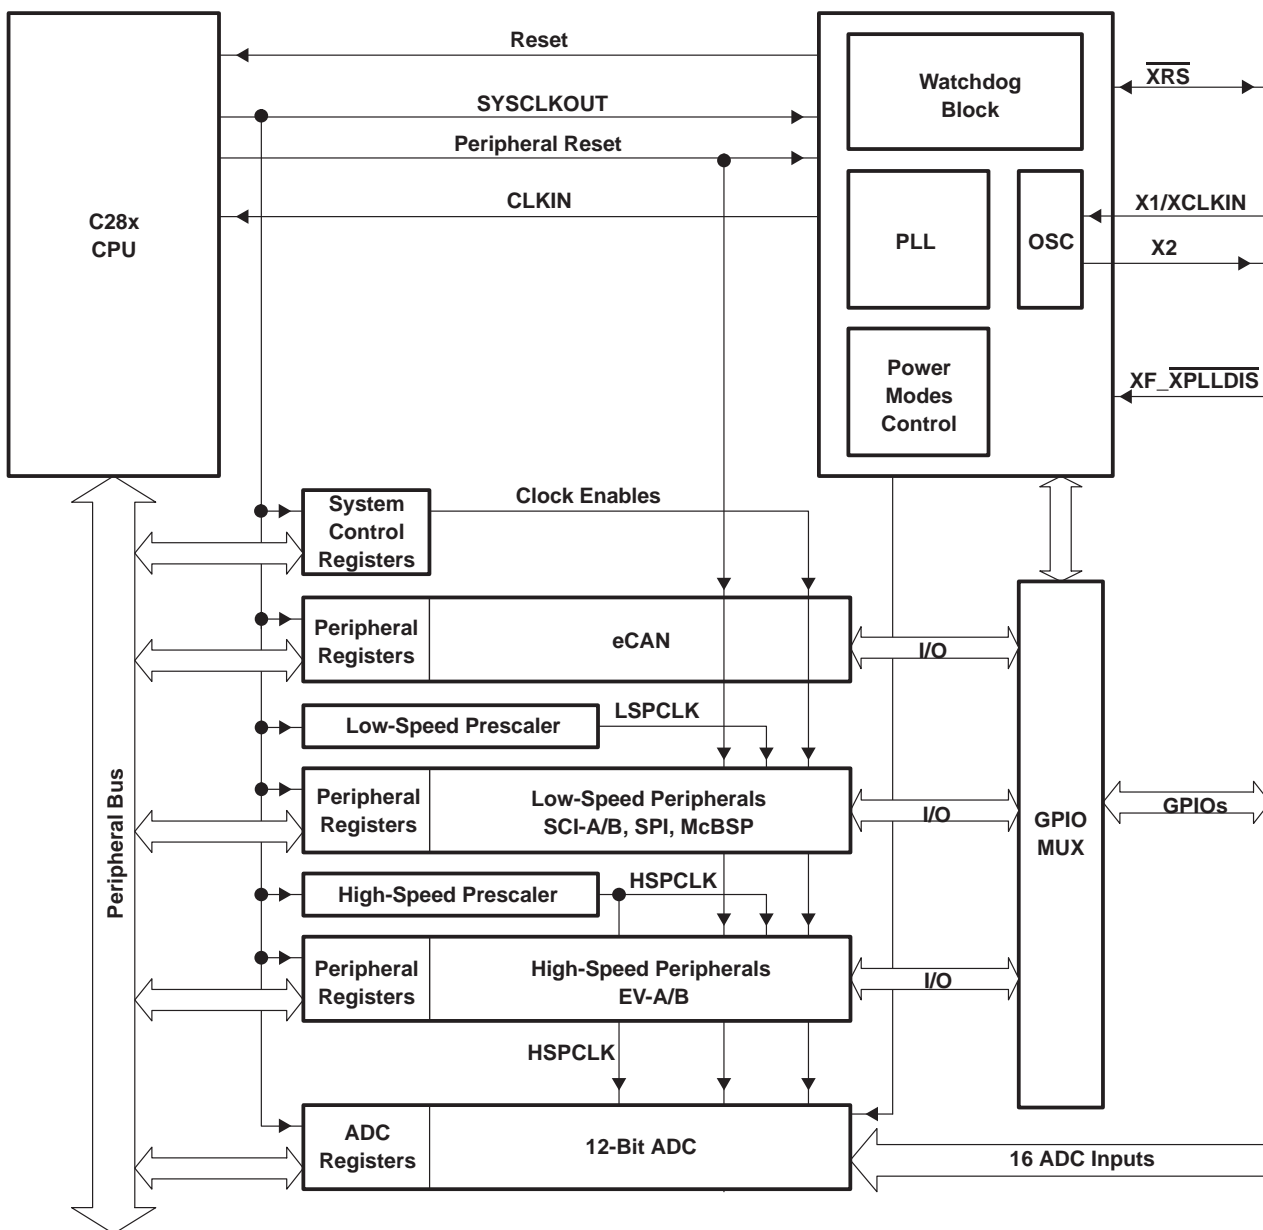 Reset
SYSCLKOUT
Peripheral Reset
CLKIN
C28x
CPU
Watchdog
Block
PLL
OSC
Power
Modes
Control
XRS
X1/XCLKIN
X2
XF_XPLLDIS
System
Control
Registers
Clock Enables
Peripheral
Registers
eCAN
I/O
Low-Speed Prescaler
LSPCLK
Peripheral
Registers
Low-Speed Peripherals
SCI-A/B, SPI, McBSP
I/O
High-Speed Prescaler
HSPCLK
Peripheral
Registers
High-Speed Peripherals
EV-A/B
I/O
HSPCLK
ADC
Registers
12-Bit ADC
16 ADC Inputs
GPIO
MUX
GPIOs
Peripheral Bus